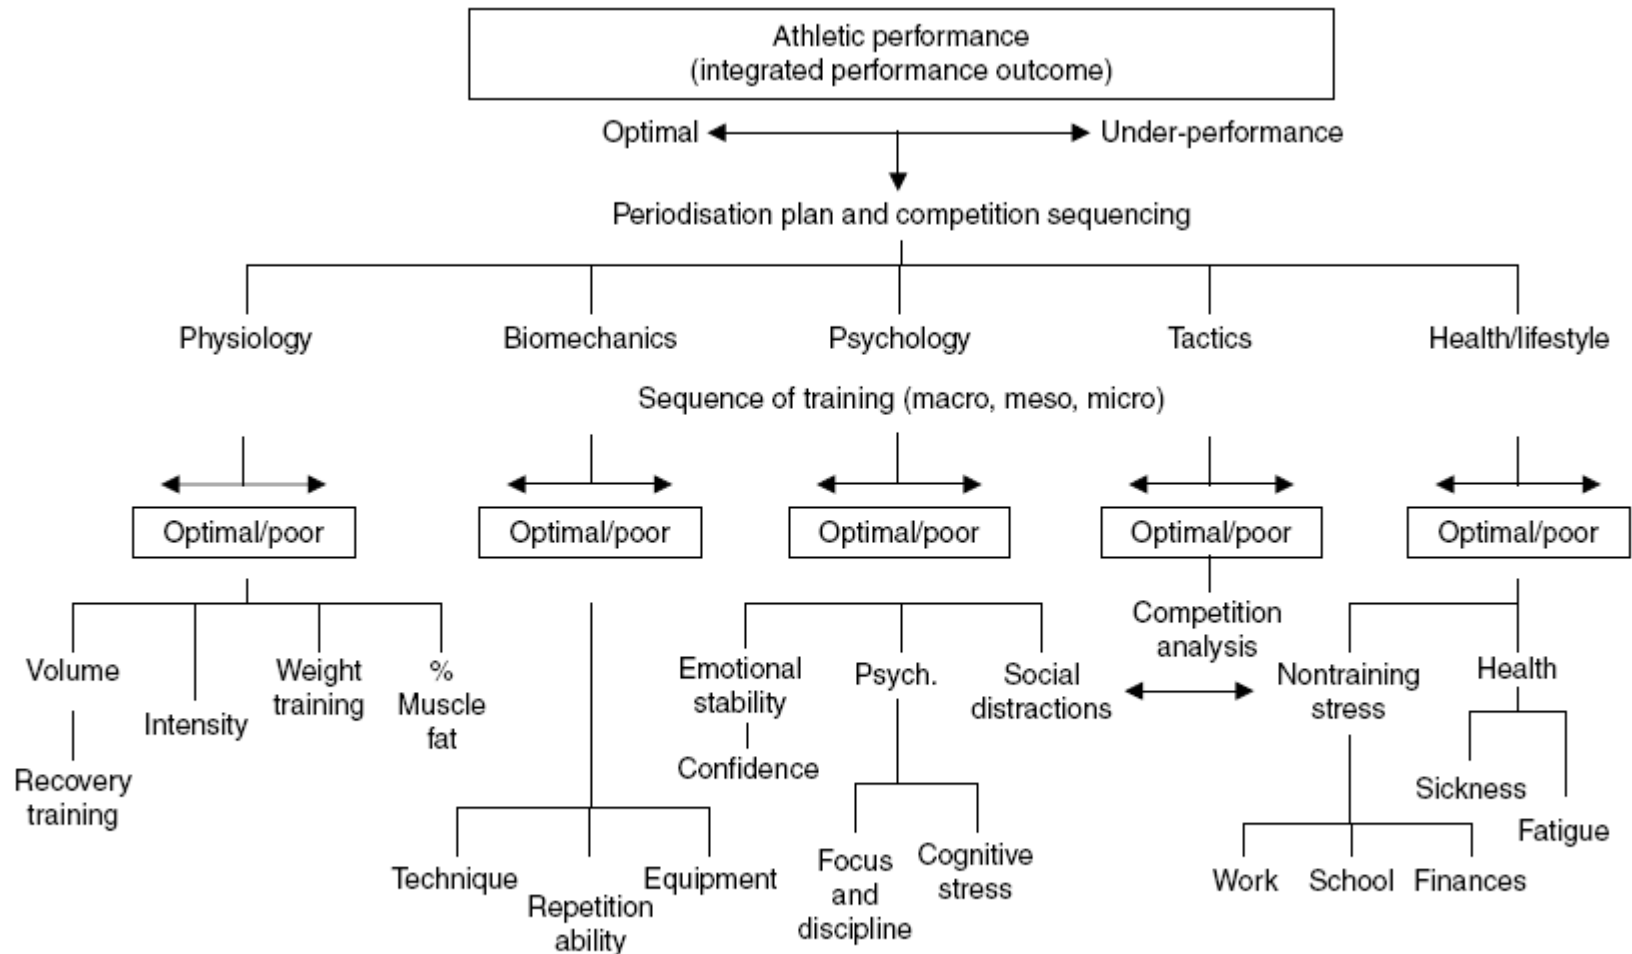 Athletic performance
(integrated performance outcome)
Optimal
Under-performance
Periodisation plan and competition sequencing
Physiology
Biomechanics
Psychology
Tactics
Health/lifestyle
Sequence of training (macro, meso, micro)
Optimal/poor
Optimal/poor
Optimal/poor
Optimal/poor
Optimal/poor
Volume
Recovery
training
Intensity
Weight
training
%
Muscle
fat
Technique
Repetition
ability
Equipment
Emotional
stability
Confidence
Psych.
Focus
and
discipline
Cognitive
stress
Social
distractions
Competition
analysis
Nontraining
stress
Work
School
Finances
Health
Sickness
Fatigue